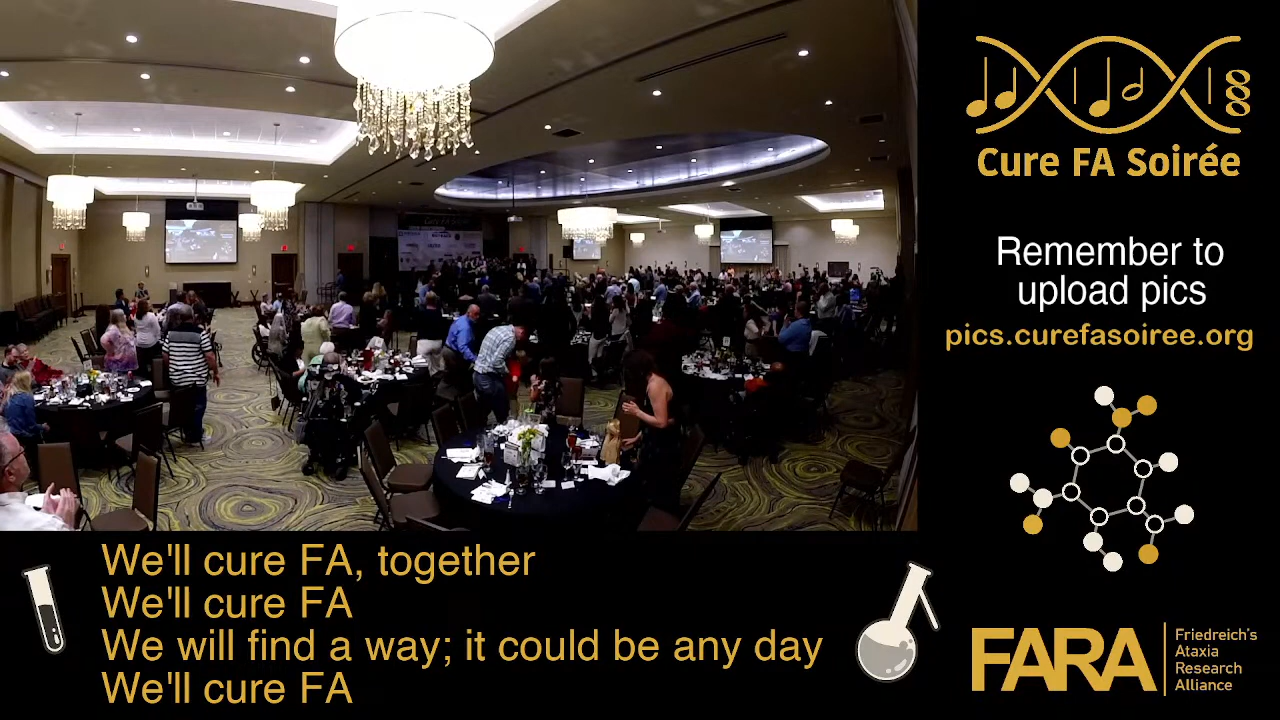 Cure FA Soirée
Remember to
upload pics
pics.curefasoiree.org
We'll cure FA, together
We'll cure FA
We will find a way; it could be any day
We'll cure FA
FARA
Friedreich's
Ataxia
Research
Alliance